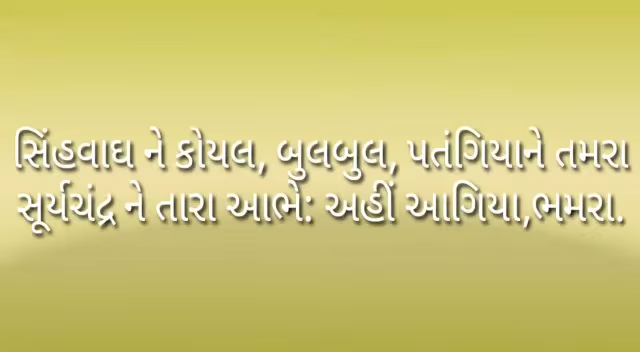 સિંહવાઘ ને કોયલ, બુલબુલ, પતંગિયાને તમરા
સૂર્યચંદ્ર ને તારા આભે: અહીં આગિયા,ભમરા.